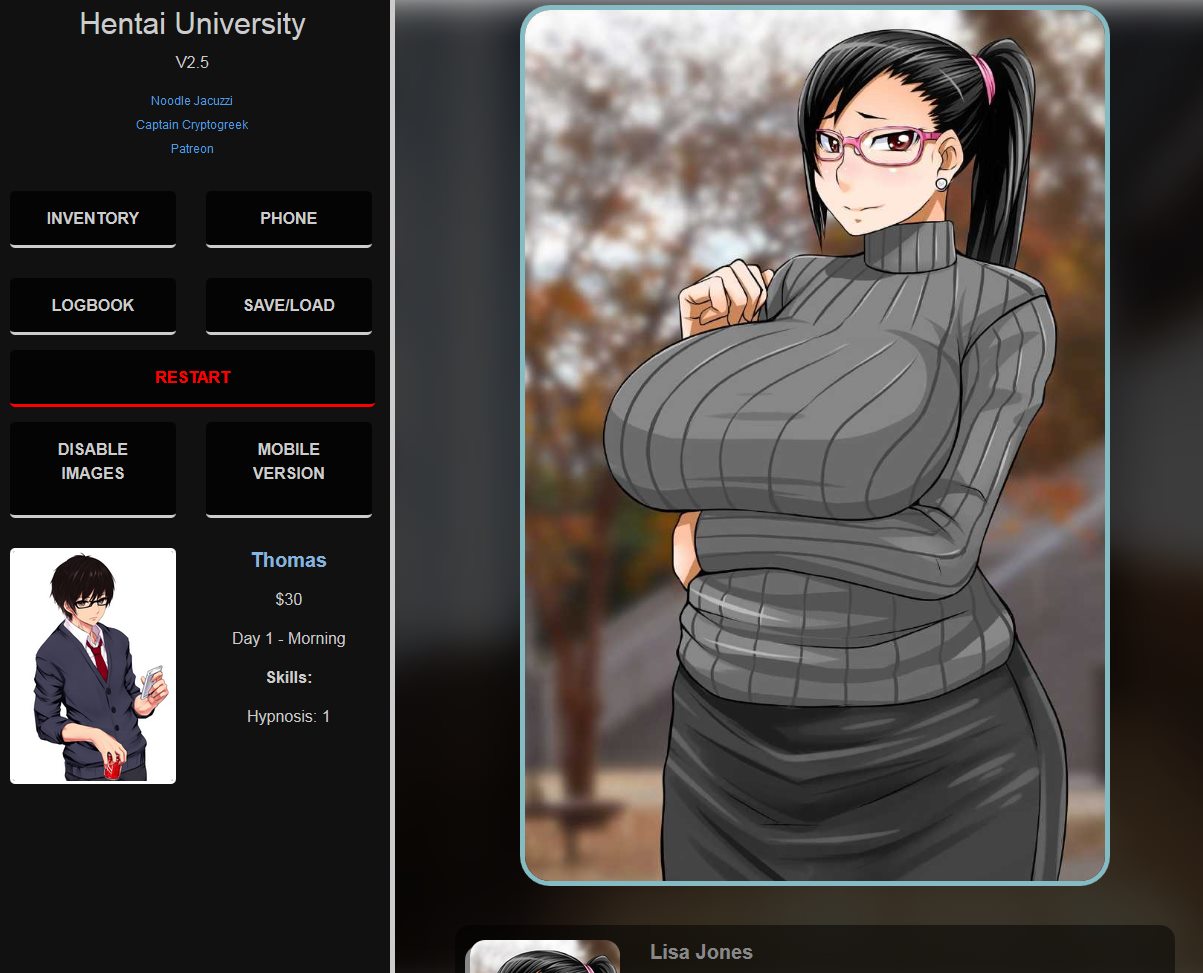 Hentai University
V2.5
Noodle Jacuzzi
Captain Cryptogreek
Patreon
INVENTORY
PHONE
LOGBOOK
SAVE/LOAD
RESTART
DISABLE
IMAGES
MOBILE
VERSION
Thomas
$30
Day 1 - Morning
Skills:
Hypnosis: 1
Lisa Jones